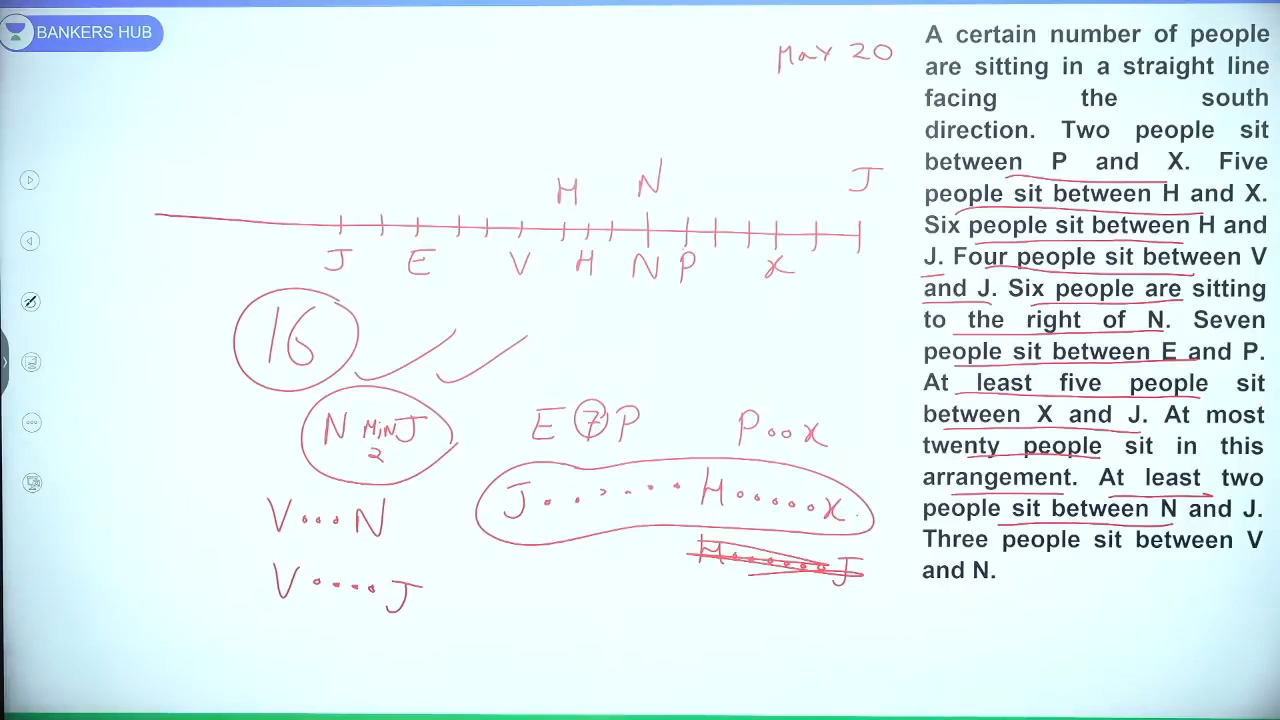 BANKERS HUB
May 20
A certain number of people
are sitting in a straight line
facing the south
direction. Two people sit
between P and X. Five
people sit between H and X.
Six people sit between H and
J. Four people sit between V
and J. Six people are sitting
to the right of N. Seven
people sit between E and P.
At least five people sit
between X and J. At most
twenty people sit in this
arrangement. At least two
people sit between N and J.
Three people sit between V
and N.
H N J
J E V H N P X
16
N MIN J
2
E 7 P
P X
J H X
V N
V J
H J